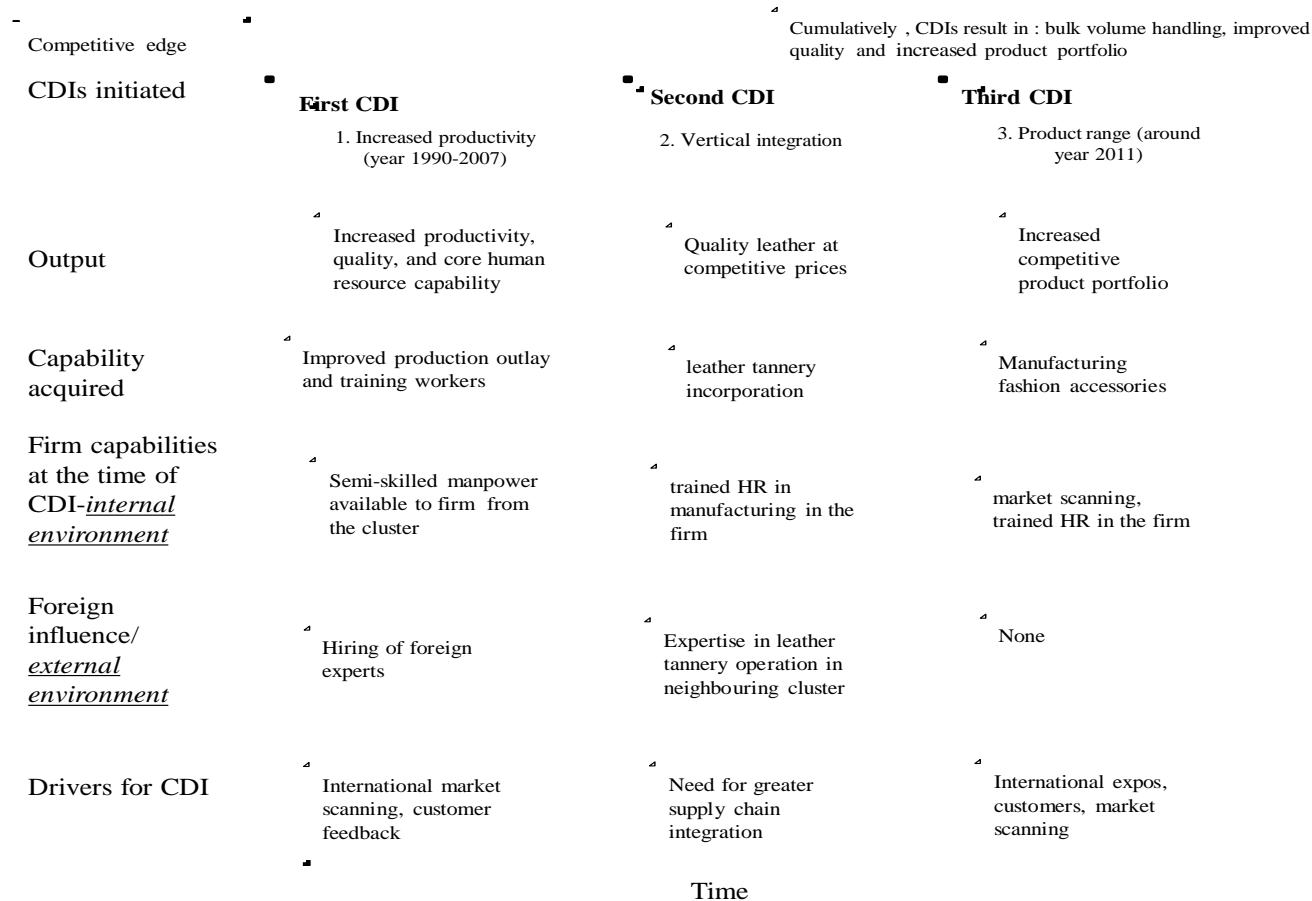 Competitive edge
Cumulatively , CDIs result in : bulk volume handling, improved
quality and increased product portfolio
CDIs initiated
First CDI
1. Increased productivity
(year 1990-2007)
Second CDI
2. Vertical integration
Third CDI
3. Product range (around
year 2011)
Output
Increased productivity,
quality, and core human
resource capability
Quality leather at
competitive prices
Increased
competitive
product portfolio
Capability
acquired
Improved production outlay
and training workers
leather tannery
incorporation
Manufacturing
fashion accessories
Firm capabilities
at the time of
CDI-internal
environment
Semi-skilled manpower
available to firm from
the cluster
trained HR in
manufacturing in the
firm
market scanning,
trained HR in the firm
Foreign
influence/
external
environment
Hiring of foreign
experts
Expertise in leather
tannery operation in
neighbouring cluster
None
Drivers for CDI
International market
scanning, customer
feedback
Need for greater
supply chain
integration
International expos,
customers, market
scanning
Time